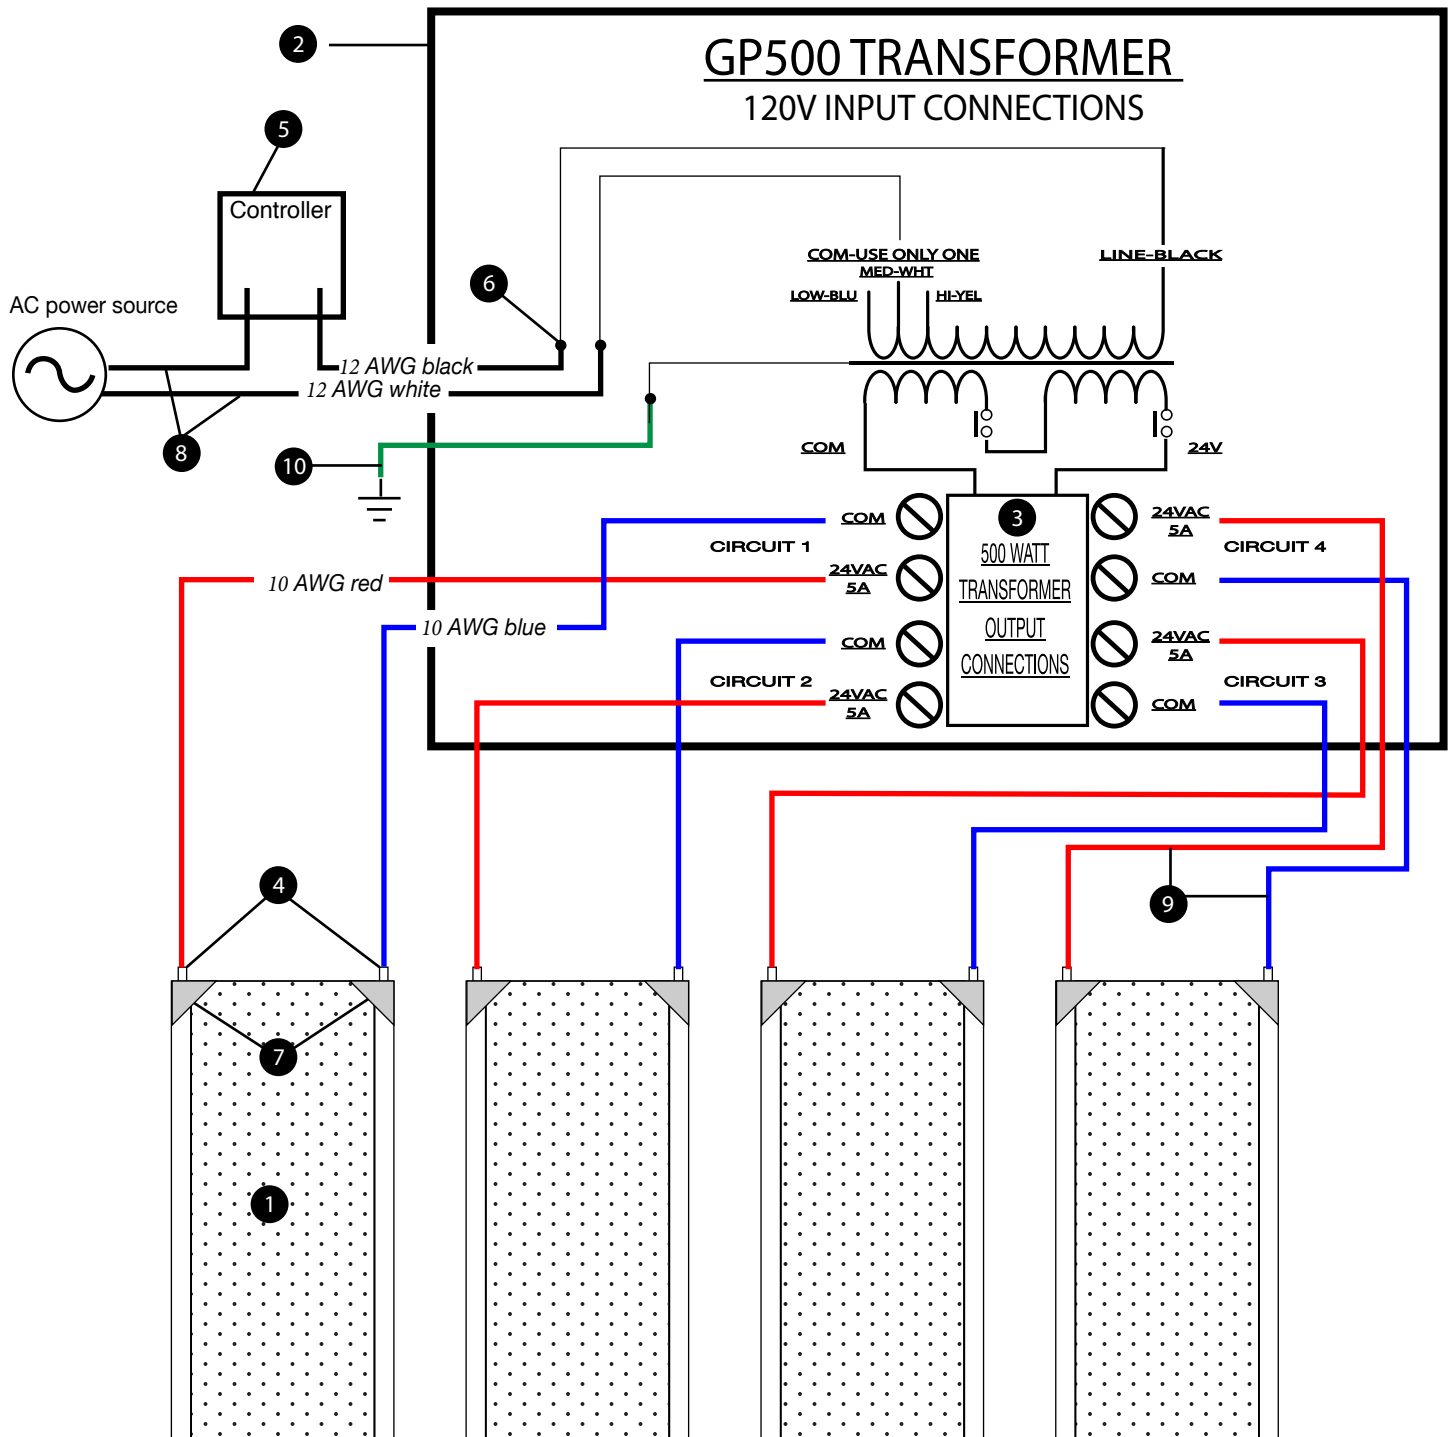 2
GP500 TRANSFORMER
120V INPUT CONNECTIONS
5
Controller
COM-USE ONLY ONE
MED-WHT
LINE-BLACK
LOW-BLU
HI-YEL
6
AC power source
12 AWG black
12 AWG white
8
10
COM
24V
3
500 WATT
TRANSFORMER
OUTPUT
CONNECTIONS
COM
CIRCUIT 1
24VAC
5A
COM
CIRCUIT 2
24VAC
5A
24VAC
5A
CIRCUIT 4
COM
24VAC
5A
CIRCUIT 3
COM
10 AWG red
10 AWG blue
4
9
7
1